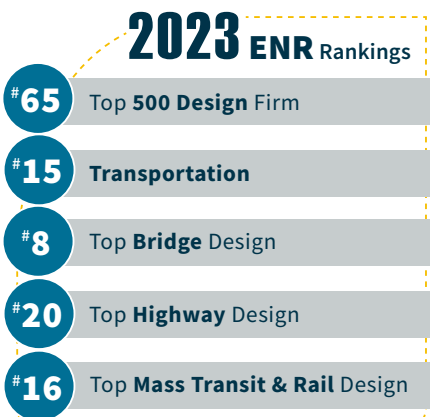 2023 ENR Rankings
#65 Top 500 Design Firm
#15 Transportation
#8 Top Bridge Design
#20 Top Highway Design
#16 Top Mass Transit & Rail Design